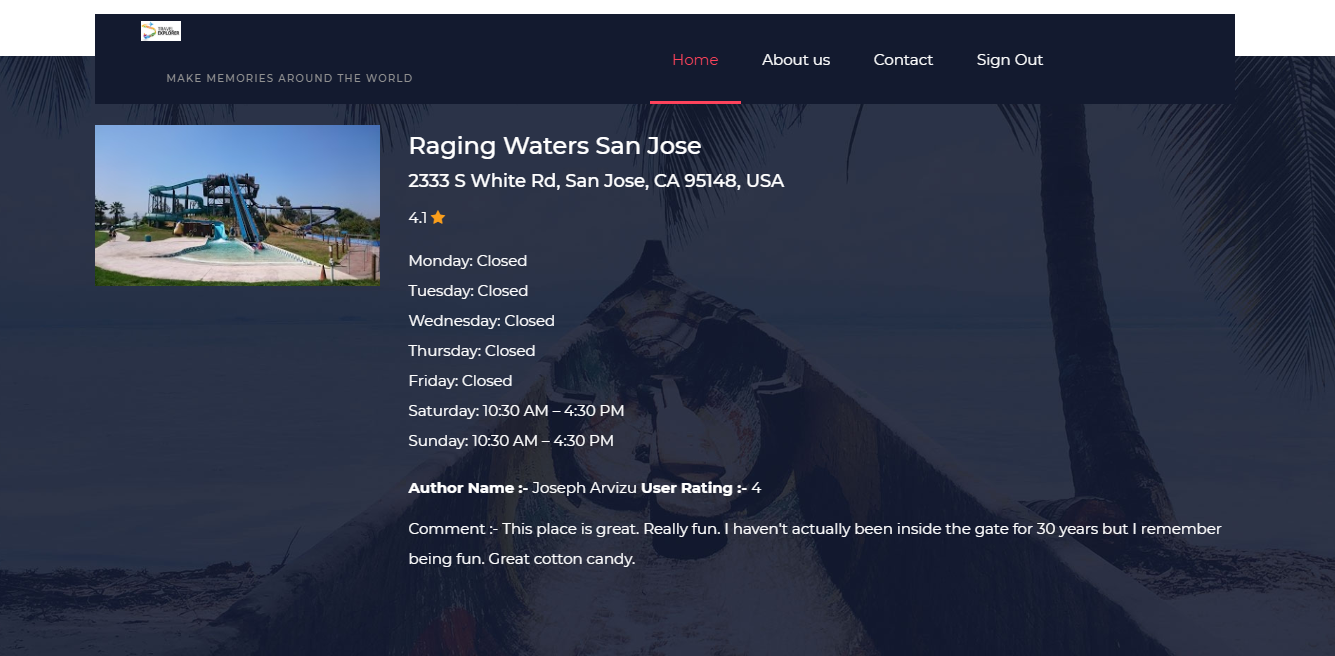 TRAVEL
EXPLORER
MAKE MEMORIES AROUND THE WORLD
Home About us Contact Sign Out
Raging Waters San Jose
2333 S White Rd, San Jose, CA 95148, USA
4.1
Monday: Closed
Tuesday: Closed
Wednesday: Closed
Thursday: Closed
Friday: Closed
Saturday: 10:30 AM – 4:30 PM
Sunday: 10:30 AM – 4:30 PM
Author Name :- Joseph Arvizu User Rating :- 4
Comment :- This place is great. Really fun. I haven't actually been inside the gate for 30 years but I remember
being fun. Great cotton candy.